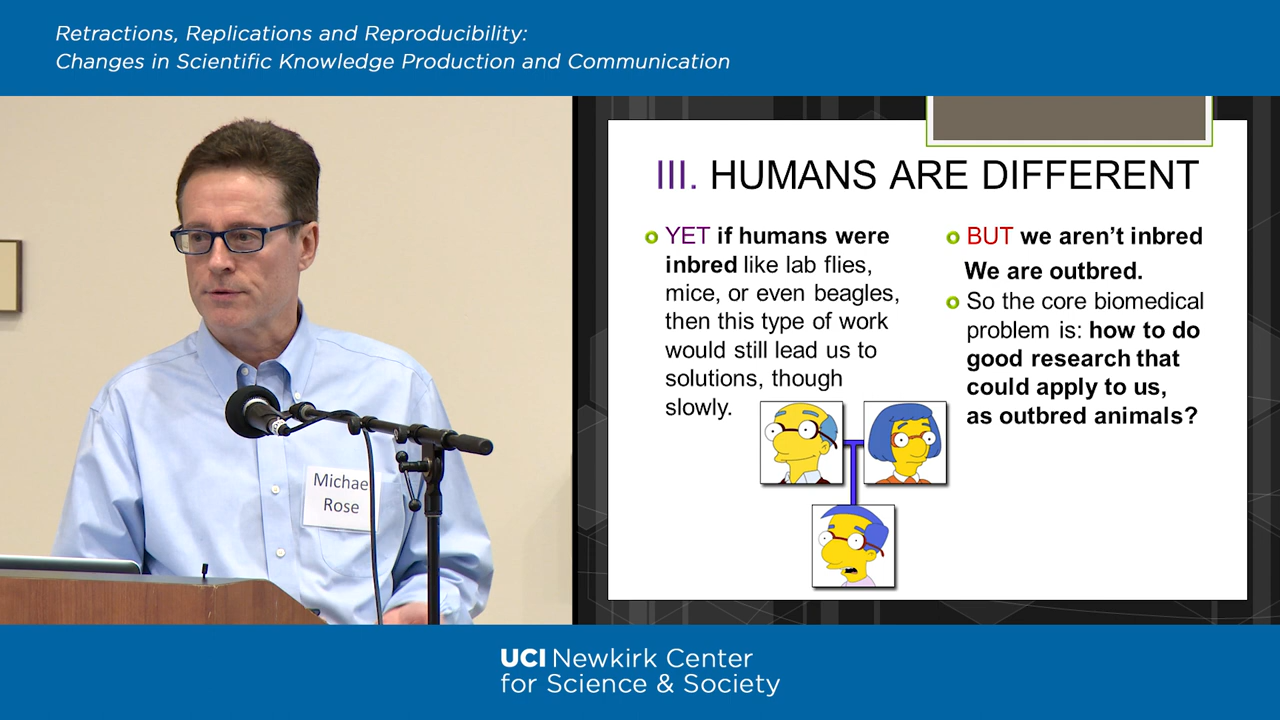 Retractions, Replications and Reproducibility:
Changes in Scientific Knowledge Production and Communication
Michae
Rose
III. HUMANS ARE DIFFERENT
YET if humans were
inbred like lab flies,
mice, or even beagles,
then this type of work
would still lead us to
solutions, though
slowly.
BUT we aren’t inbred
We are outbred.
So the core biomedical
problem is: how to do
good research that
could apply to us,
as outbred animals?
UCI Newkirk Center
for Science & Society